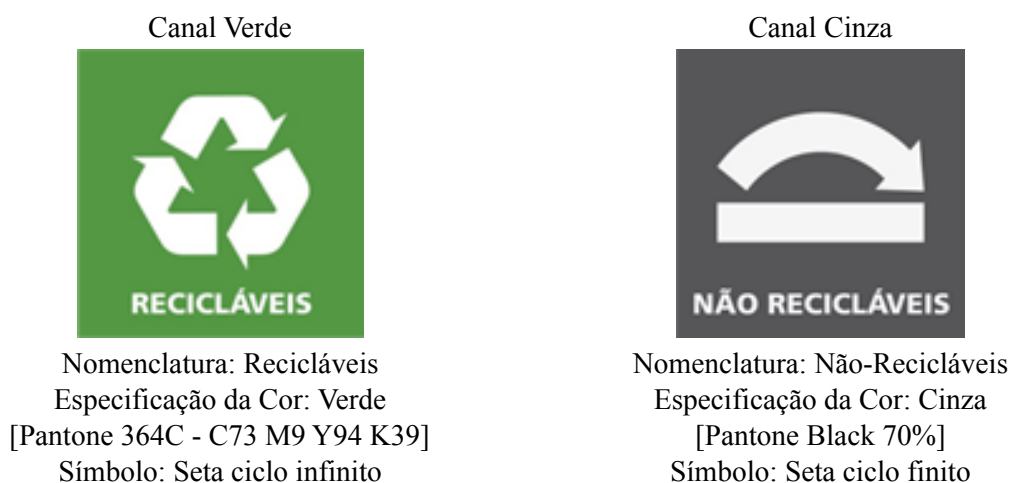 Canal Verde
RECICLÁVEIS
Nomenclatura: Recicláveis
Especificação da Cor: Verde
[Pantone 364C - C73 M9 Y94 K39]
Símbolo: Seta ciclo infinito
Canal Cinza
NÃO RECICLÁVEIS
Nomenclatura: Não-Recicláveis
Especificação da Cor: Cinza
[Pantone Black 70%]
Símbolo: Seta ciclo finito